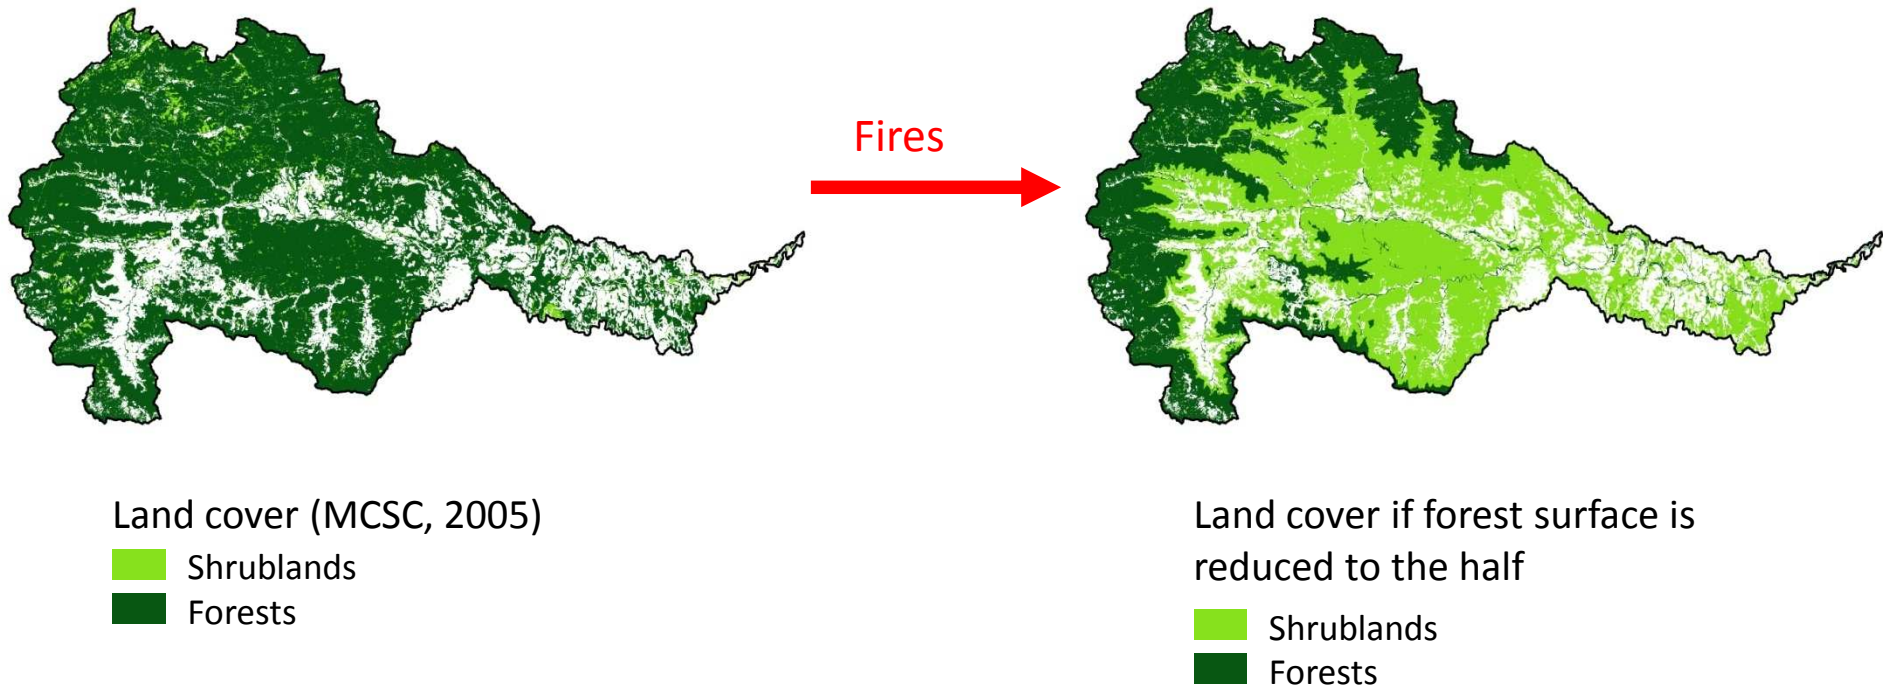 Fires
Land cover (MCSC, 2005)
Shrublands
Forests
Land cover if forest surface is
reduced to the half
Shrublands
Forests